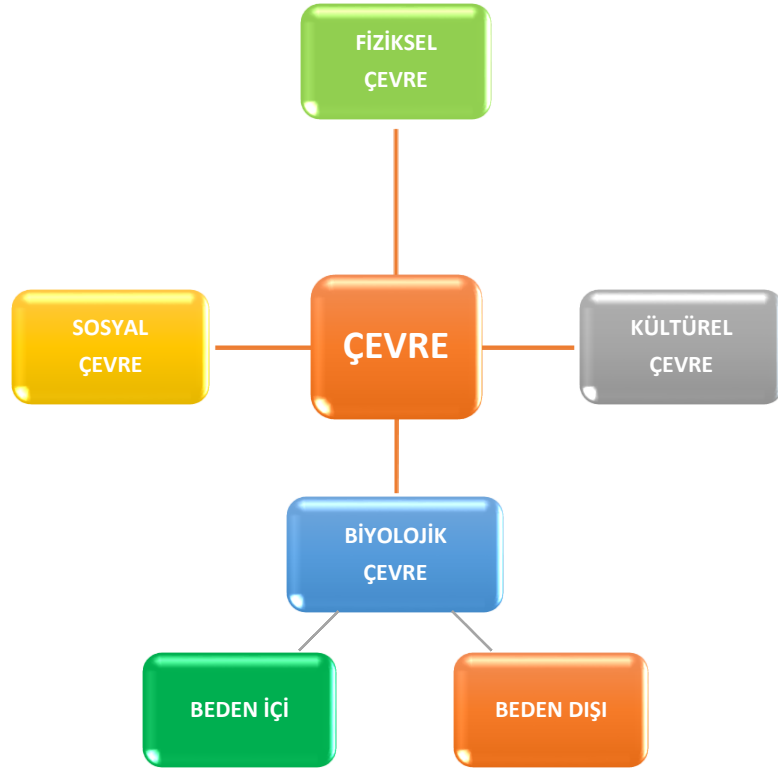 FİZİKSEL
ÇEVRE
SOSYAL
ÇEVRE
ÇEVRE
KÜLTÜREL
ÇEVRE
BİYOLOJİK
ÇEVRE
BEDEN İÇİ
BEDEN DIŞI